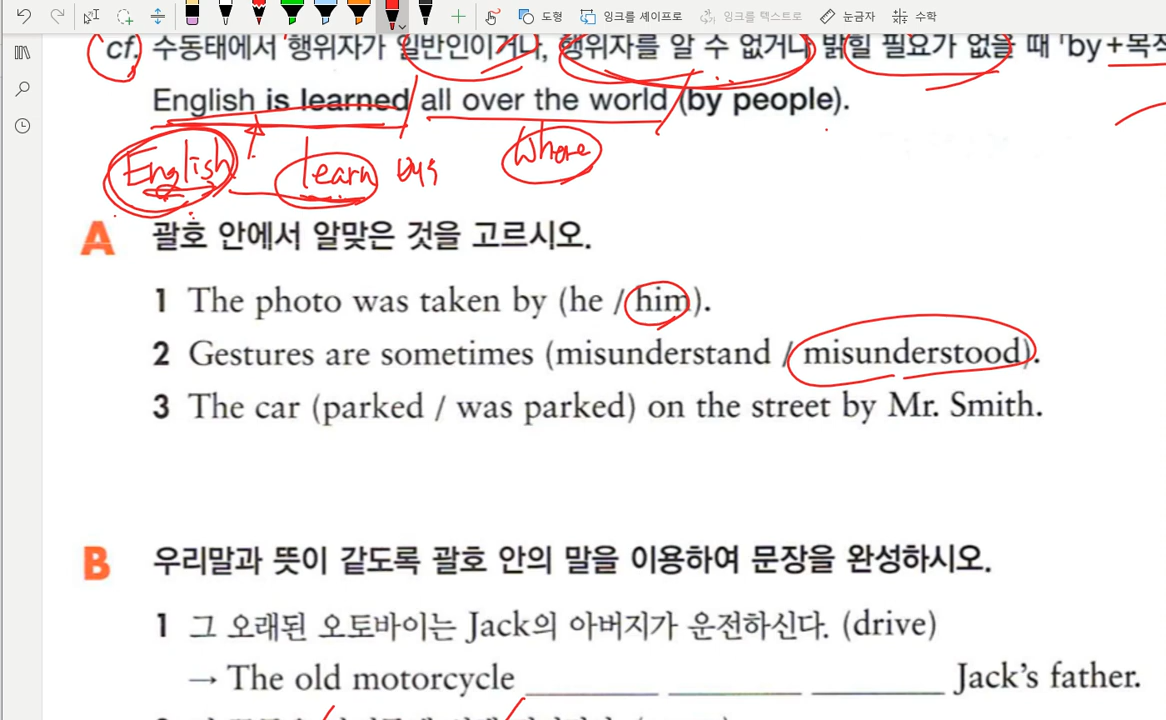 도형 잉크를 셰이프로 잉크를 텍스트로 눈금자 수학
cf. 수동태에서 행위자가 일반인이거나, 행위자를 알 수 없거나 밝힐 필요가 없을 때 'by+목적
English is learned all over the world (by people).
English learn where
A 괄호 안에서 알맞은 것을 고르시오.
1 The photo was taken by (he / him).
2 Gestures are sometimes (misunderstand / misunderstood).
3 The car (parked / was parked) on the street by Mr. Smith.
B 우리말과 뜻이 같도록 괄호 안의 말을 이용하여 문장을 완성하시오.
1 그 오래된 오토바이는 Jack의 아버지가 운전하신다. (drive)
→ The old motorcycle ______ ______ ______ Jack's father.